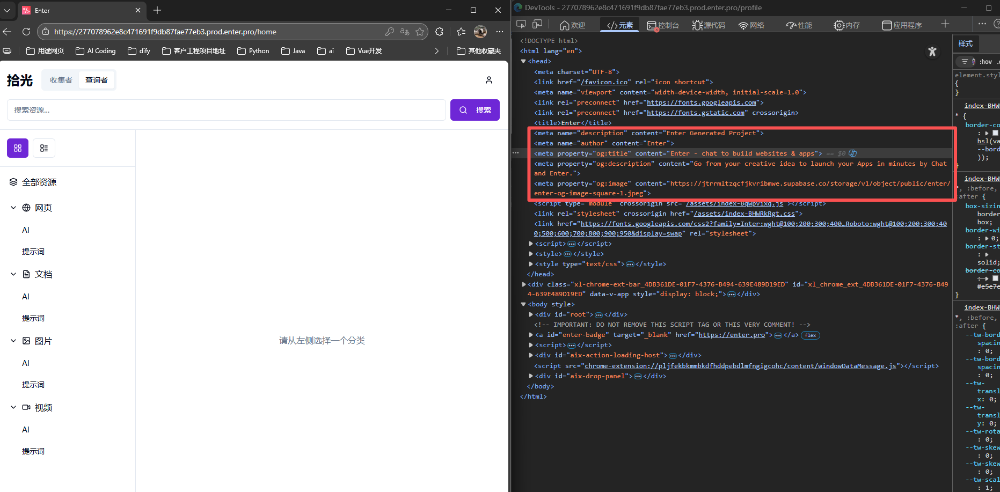 Enter
https://277078962e8c471691f9db87fae77eb3.prod.enter.pro/home
用途网页
AI Coding
dify
客户工程项目地址
Python
Java
ai
Vue开发
其他收藏夹
拾光
收集者
查询者
搜索资源...
搜索
全部资源
网页
AI
提示词
文档
AI
提示词
图片
AI
提示词
视频
AI
提示词
请从左侧选择一个分类
DevTools - 277078962e8c471691f9db87fae77eb3.prod.enter.pro/profile
欢迎
</>元素
控制台
源代码
网络
性能
内存
应用程序
<!DOCTYPE html>
<html lang="en">
<head>
<meta charset="UTF-8">
<link href="/favicon.ico" rel="icon shortcut">
<meta name="viewport" content="width=device-width, initial-scale=1.0">
<link rel="preconnect" href="https://fonts.googleapis.com">
<link rel="preconnect" href="https://fonts.gstatic.com" crossorigin>
<title>Enter</title>
<meta name="description" content="Enter Generated Project">
<meta name="author" content="Enter">
<meta property="og:title" content="Enter - chat to build websites & apps"> == $0
<meta property="og:description" content="Go from your creative idea to launch your Apps in minutes by Chat
and Enter.">
<meta property="og:image" content="https://jtrrmltzqcfjkvribmwe.supabase.co/storage/v1/object/public/enter/
enter-og-image-square-1.jpeg">
<script type="module" crossorigin src="/assets/index-BqWpvixq.js"></script>
<link rel="stylesheet" crossorigin href="/assets/index-BHWRkRgt.css">
<link href="https://fonts.googleapis.com/css2?family=Inter:wght@100;200;300;400…Roboto:wght@100;200;300;40
0;500;600;700;800;900;950&display=swap" rel="stylesheet">
<script>…</script>
<style>…</style>
<style type="text/css">…</style>
</head>
<div class="xl-chrome-ext-bar_4DB361DE-01F7-4376-B494-639E489D19ED" id="xl_chrome_ext_4DB361DE-01F7-4376-B49
4-639E489D19ED" data-v-app style="display: block;">…</div>
<body style>
<div id="root">…</div>
<!-- IMPORTANT: DO NOT REMOVE THIS SCRIPT TAG OR THIS VERY COMMENT! -->
<a id="enter-badge" target="_blank" href="https://enter.pro">…</a> flex
<script>…</script>
<div id="aix-action-loading-host">…</div>
<script src="chrome-extension://pljfekbkmmbkdfhddpebdlmfngigcohc/content/windowDataMessage.js"></script>
<div id="aix-drop-panel">…</div>
</body>
</html>
样式
:hov
element.styl
{
}
index-BHW
* {
border-co
:
hsl(va
--bord
));
}
index-BHW
*, :before,
:after {
box-sizin
border
box;
border-wi
: 0;
border-st
:
solid;
border-co
:
#e5e7e
}
index-BHW
*, :before,
:after {
--tw-bord
spacin
: 0;
--tw-bord
spacin
: 0;
--tw-
transl
x: 0;
--tw-
transl
y: 0;
--tw-rota
: 0;
--tw-skew
: 0;
--tw-skew
: 0;
--tw-scal
: 1;